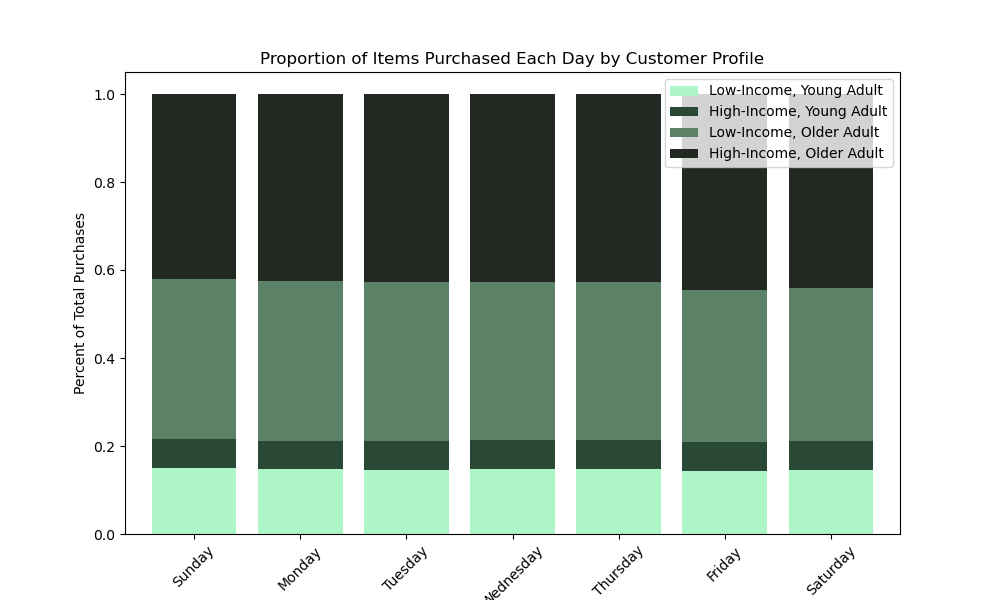 Proportion of Items Purchased Each Day by Customer Profile
Low-Income, Young Adult
High-Income, Young Adult
Low-Income, Older Adult
High-Income, Older Adult
Percent of Total Purchases
1.0
0.8
0.6
0.4
0.2
0.0
Sunday
Monday
Tuesday
Wednesday
Thursday
Friday
Saturday